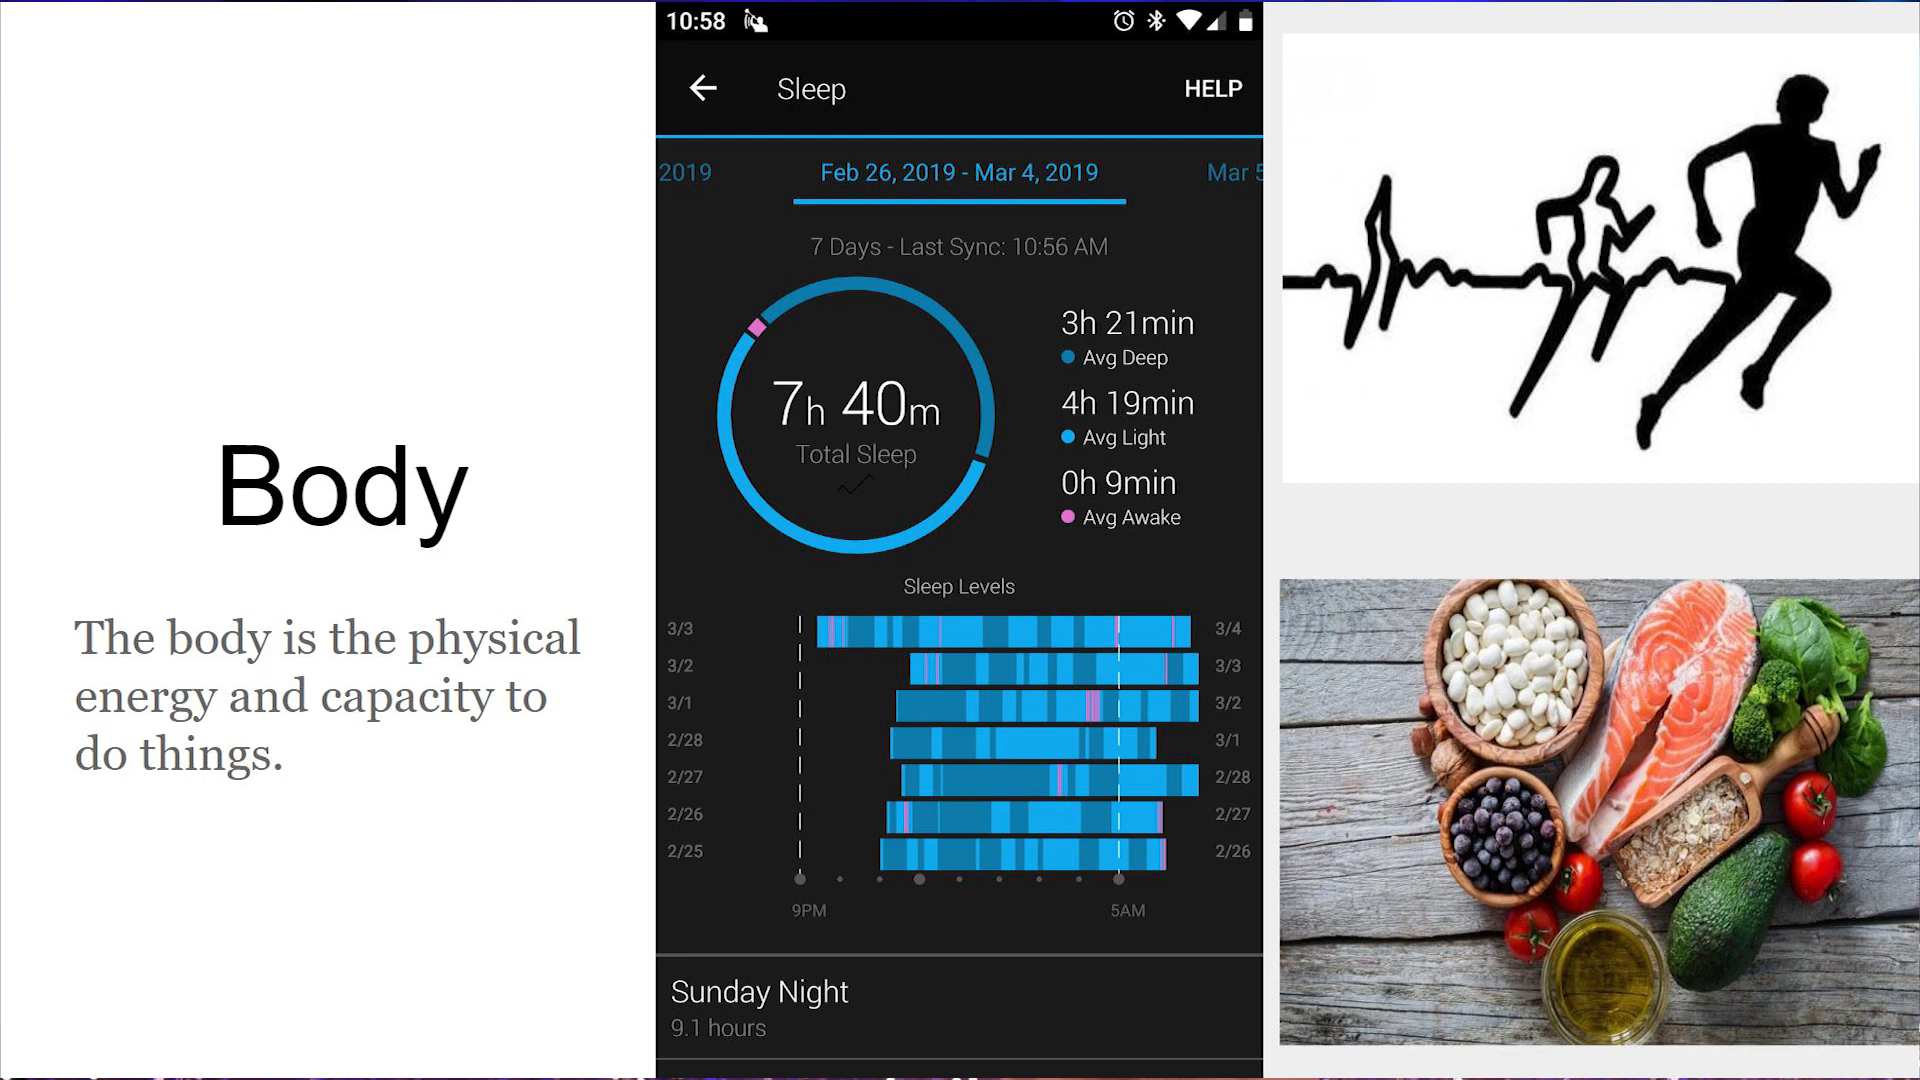 Body
The body is the physical
energy and capacity to
do things.
10:58
Sleep
HELP
2019
Feb 26, 2019 - Mar 4, 2019
Mar 5
7 Days - Last Sync: 10:56 AM
7h 40m
Total Sleep
3h 21min
Avg Deep
4h 19min
Avg Light
0h 9min
Avg Awake
Sleep Levels
3/3 3/4
3/2 3/3
3/1 3/2
2/28 3/1
2/27 2/28
2/26 2/27
2/25 2/26
9PM 5AM
Sunday Night
9.1 hours